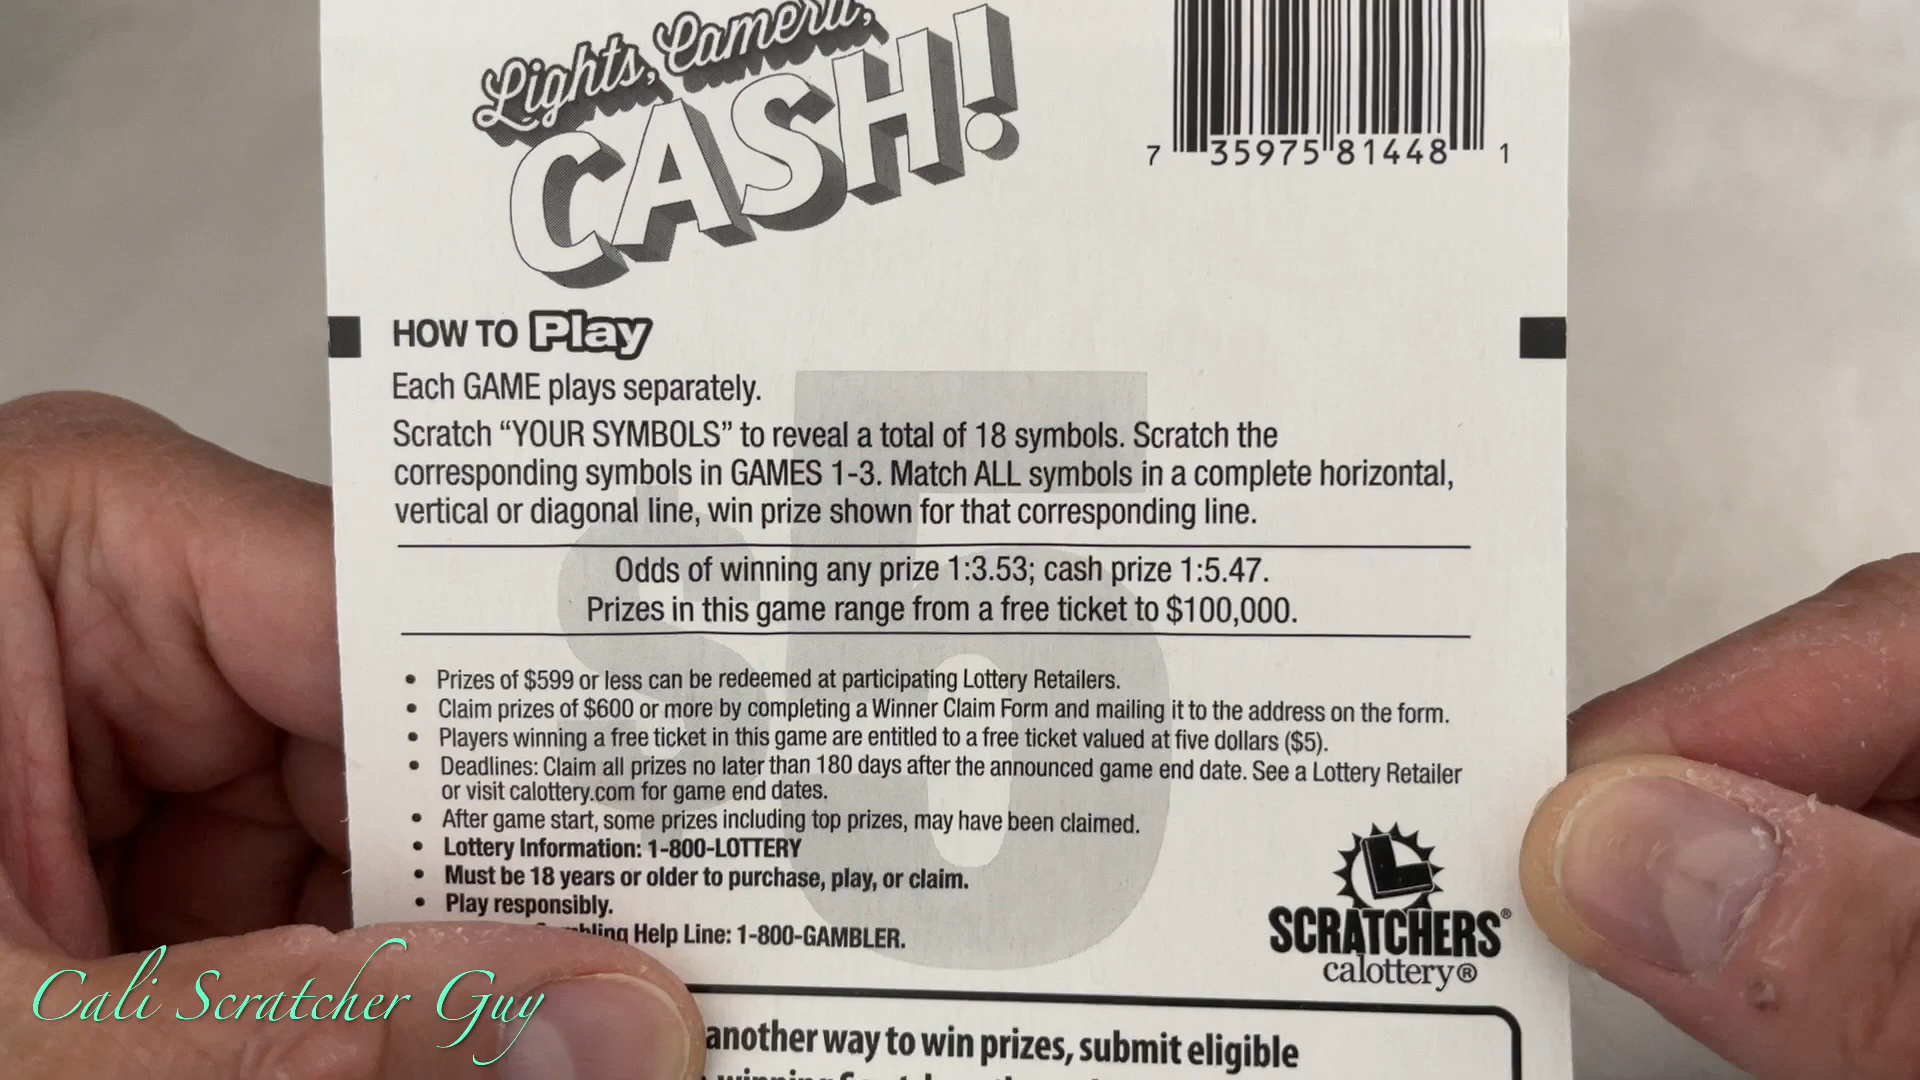 Lights, Camera,
CASH!
7 35975 81448 1
HOW TO Play
Each GAME plays separately.
Scratch “YOUR SYMBOLS” to reveal a total of 18 symbols. Scratch the
corresponding symbols in GAMES 1-3. Match ALL symbols in a complete horizontal,
vertical or diagonal line, win prize shown for that corresponding line.
$5
Odds of winning any prize 1:3.53; cash prize 1:5.47.
Prizes in this game range from a free ticket to $100,000.
• Prizes of $599 or less can be redeemed at participating Lottery Retailers.
• Claim prizes of $600 or more by completing a Winner Claim Form and mailing it to the address on the form.
• Players winning a free ticket in this game are entitled to a free ticket valued at five dollars ($5).
• Deadlines: Claim all prizes no later than 180 days after the announced game end date. See a Lottery Retailer
or visit calottery.com for game end dates.
• After game start, some prizes including top prizes, may have been claimed.
• Lottery Information: 1-800-LOTTERY
• Must be 18 years or older to purchase, play, or claim.
• Play responsibly.
Help Line: 1-800-GAMBLER.
SCRATCHERS®
calottery®
another way to win prizes, submit eligible
Cali Scratcher Guy